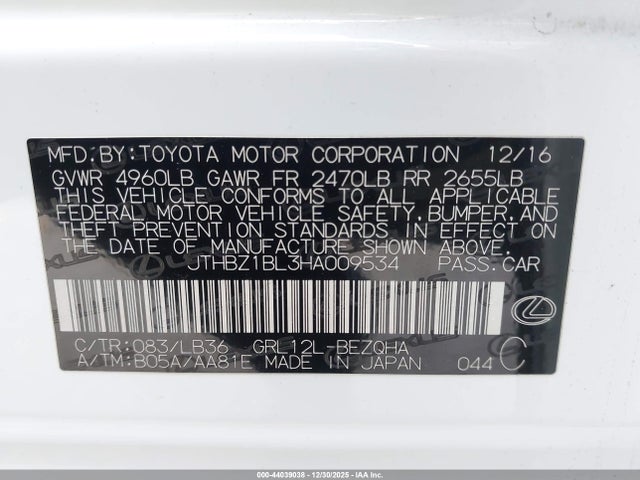 MFD.BY:TOYOTA MOTOR CORPORATION 12/16
GVWR 4960LB GAWR FR 2470LB RR 2655LB
THIS VEHICLE CONFORMS TO ALL APPLICABLE
FEDERAL MOTOR VEHICLE SAFETY,BUMPER,AND
THEFT PREVENTION STANDARDS IN EFFECT ON
THE DATE OF MANUFACTURE SHOWN ABOVE.
JTHBZ1BL3HA009534 PASS.CAR
C/TR:083/LB36 GRL12L-BEZQHA
A/TM:B05A/AA81E MADE IN JAPAN 044 C
000-44039038 - 12/30/2025 - IAA Inc.